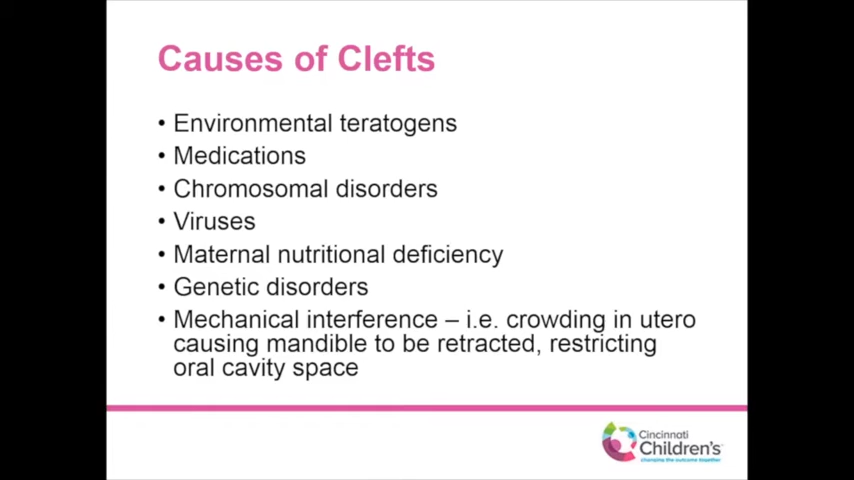 Causes of Clefts
• Environmental teratogens
• Medications
• Chromosomal disorders
• Viruses
• Maternal nutritional deficiency
• Genetic disorders
• Mechanical interference – i.e. crowding in utero
causing mandible to be retracted, restricting
oral cavity space
Cincinnati
Children's
changing the outcome together